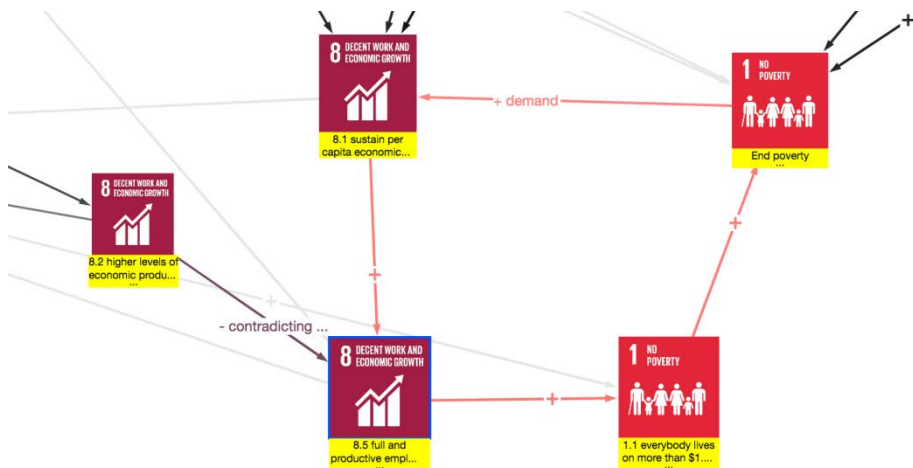 +
8 DECENT WORK AND
ECONOMIC GROWTH
8.1 sustain per
capita economic...
+ demand
1 NO
POVERTY
End poverty
...
8 DECENT WORK AND
ECONOMIC GROWTH
8.2 higher levels of
economic produ...
...
+
+
+
- contradicting ...
8 DECENT WORK AND
ECONOMIC GROWTH
8.5 full and
productive empl...
...
+
1 NO
POVERTY
1.1 everybody lives
on more than $1....
...